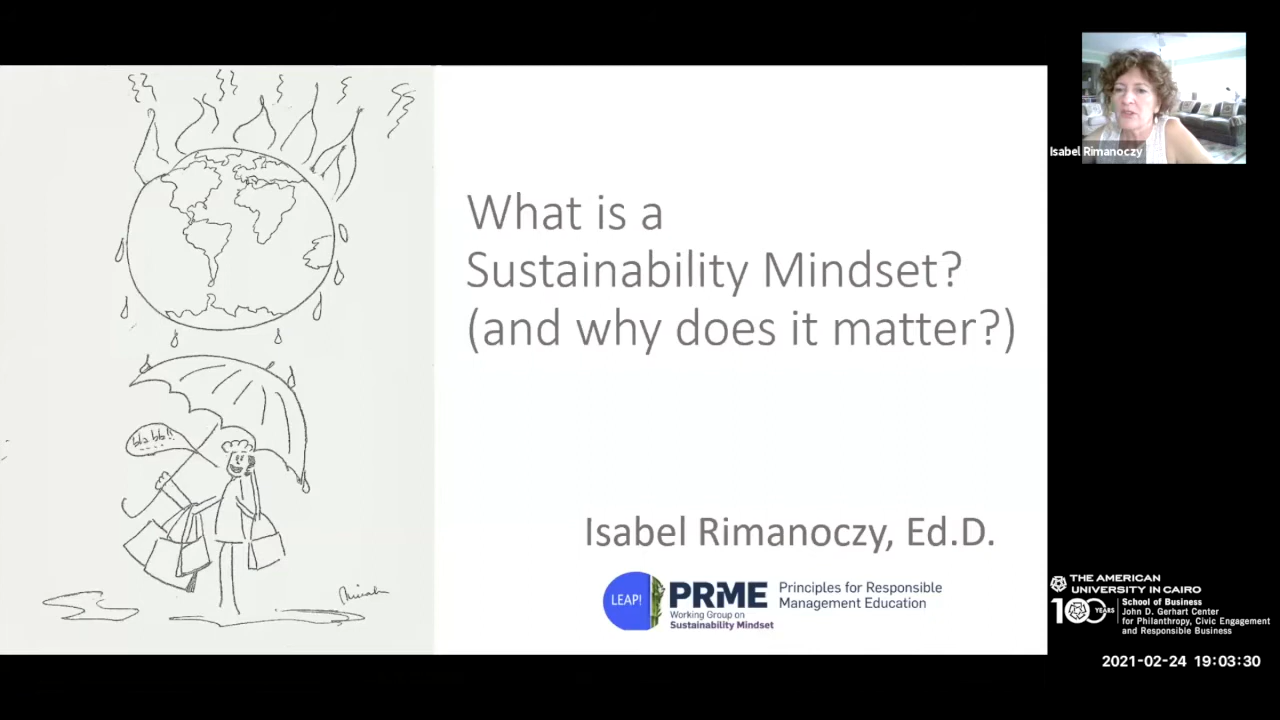 What is a
Sustainability Mindset?
(and why does it matter?)
Isabel Rimanoczy, Ed.D.
LEAP!
PRME
Working Group on
Sustainability Mindset
Principles for Responsible
Management Education
Isabel Rimanoczy
THE AMERICAN
UNIVERSITY IN CAIRO
100 YEARS
School of Business
John D. Gerhart Center
for Philanthropy, Civic Engagement
and Responsible Business
2021-02-24 19:03:30